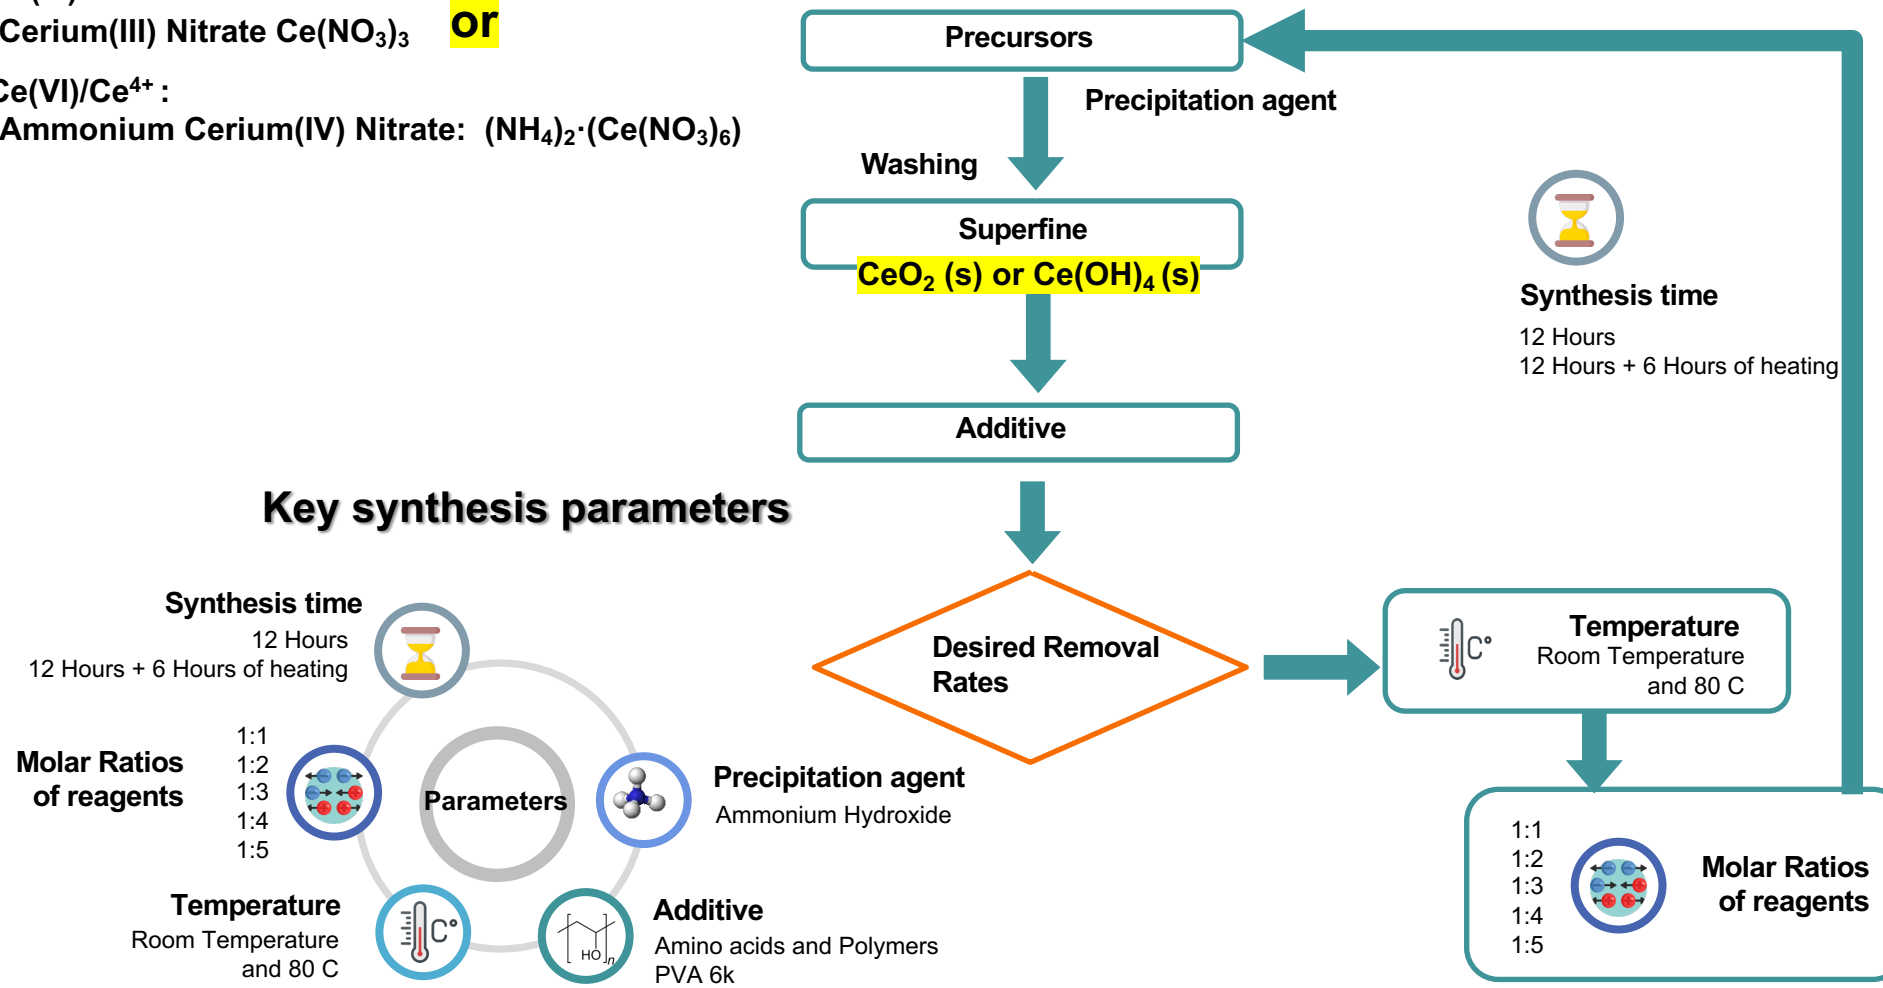 Cerium(III) Nitrate Ce(NO₃)₃ or
Ce(VI)/Ce⁴⁺ :
Ammonium Cerium(IV) Nitrate: (NH₄)₂·(Ce(NO₃)₆)
Precursors
Precipitation agent
Washing
Superfine
CeO₂ (s) or Ce(OH)₄ (s)
Additive
Synthesis time
12 Hours
12 Hours + 6 Hours of heating
Desired Removal
Rates
C°
Temperature
Room Temperature
and 80 C
1:1
1:2
1:3
1:4
1:5
Molar Ratios
of reagents
Key synthesis parameters
Synthesis time
12 Hours
12 Hours + 6 Hours of heating
Molar Ratios
of reagents
1:1
1:2
1:3
1:4
1:5
Parameters
Precipitation agent
Ammonium Hydroxide
Temperature
Room Temperature
and 80 C
C°
HO
n
Additive
Amino acids and Polymers
PVA 6k